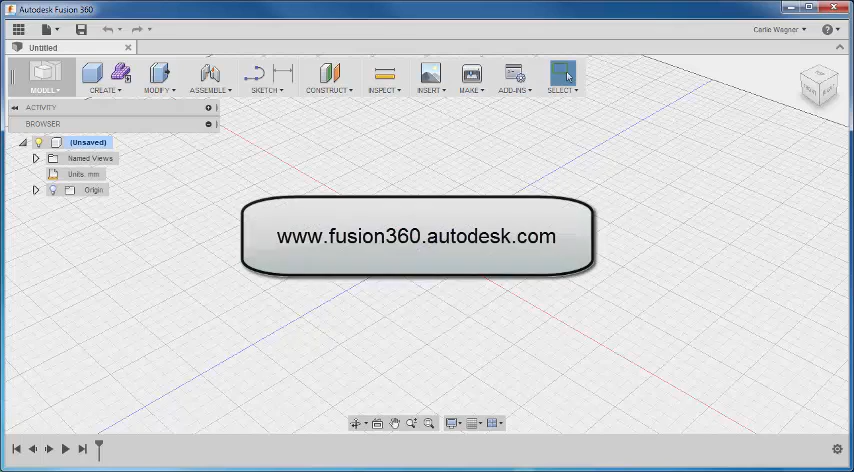 Autodesk Fusion 360
Carlie Wagner
Untitled
MODEL CREATE MODIFY ASSEMBLE SKETCH CONSTRUCT INSPECT INSERT MAKE ADD-INS SELECT
ACTIVITY
BROWSER
(Unsaved)
Named Views
Units: mm
Origin
www.fusion360.autodesk.com